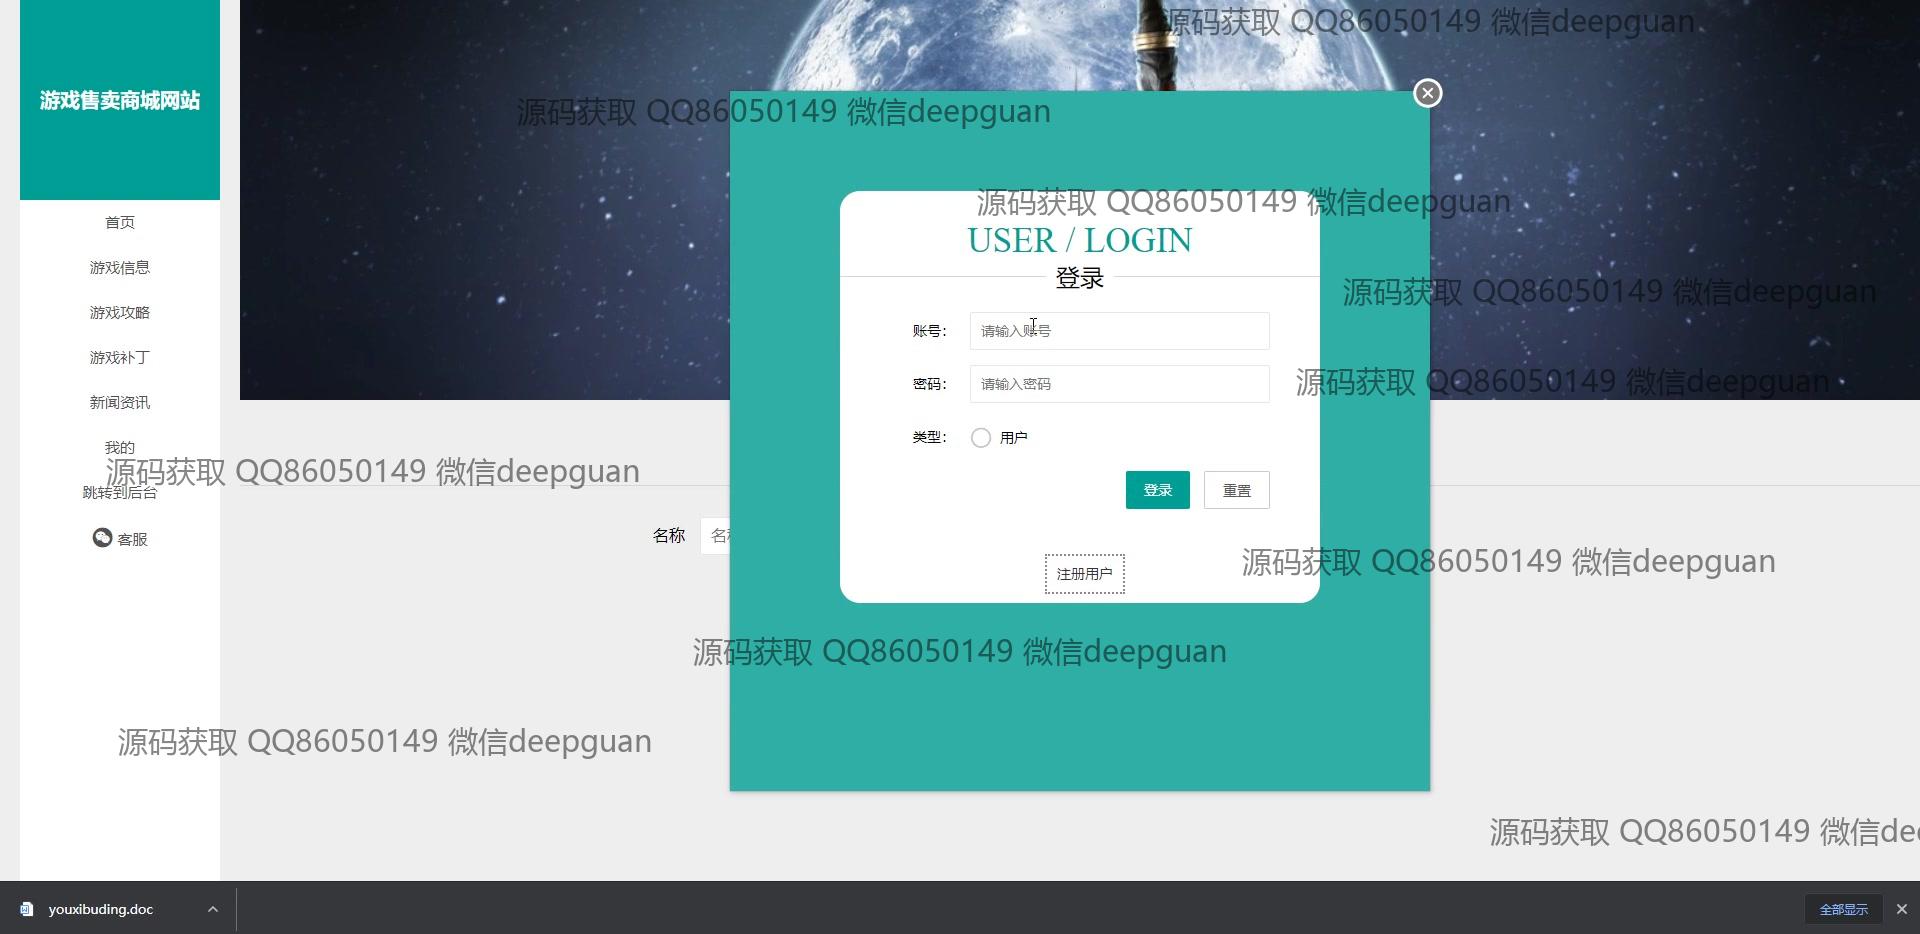 源码获取 QQ86050149 微信deepguan
游戏售卖商城网站
源码获取 QQ86050149 微信deepguan
源码获取 QQ86050149 微信deepguan
首页
USER / LOGIN
游戏信息
登录
源码获取 QQ86050149 微信deepguan
游戏攻略
账号： 请输入账号
游戏补丁
密码： 请输入密码
源码获取 QQ86050149 微信deepguan
新闻资讯
类型： 用户
我的
源码获取 QQ86050149 微信deepguan
跳转到后台
登录 重置
客服
名称
源码获取 QQ86050149 微信deepguan
注册用户
源码获取 QQ86050149 微信deepguan
源码获取 QQ86050149 微信deepguan
源码获取 QQ86050149 微信de
youxibuding.doc
全部显示